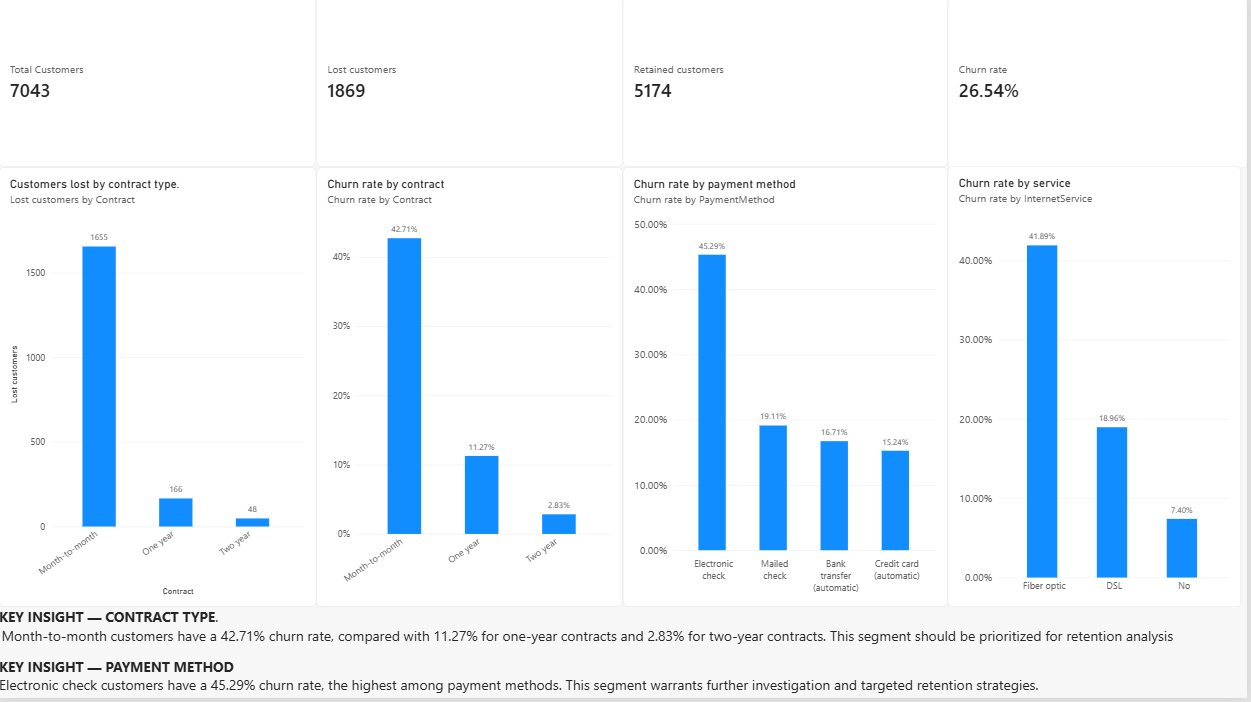 Total Customers
7043
Lost customers
1869
Retained customers
5174
Churn rate
26.54%
Customers lost by contract type.
Lost customers by Contract
1655
1500
1000
500
0
166
48
Lost customers
Month-to-month
One year
Two year
Contract
Churn rate by contract
Churn rate by Contract
42.71%
40%
30%
20%
10%
0%
11.27%
2.83%
Month-to-month
One year
Two year
Churn rate by payment method
Churn rate by PaymentMethod
50.00%
45.29%
40.00%
30.00%
20.00%
10.00%
0.00%
19.11%
16.71%
15.24%
Electronic
check
Mailed
check
Bank
transfer
(automatic)
Credit card
(automatic)
Churn rate by service
Churn rate by InternetService
41.89%
40.00%
30.00%
20.00%
10.00%
0.00%
18.96%
7.40%
Fiber optic
DSL
No
KEY INSIGHT — CONTRACT TYPE.
Month-to-month customers have a 42.71% churn rate, compared with 11.27% for one-year contracts and 2.83% for two-year contracts. This segment should be prioritized for retention analysis
KEY INSIGHT — PAYMENT METHOD
Electronic check customers have a 45.29% churn rate, the highest among payment methods. This segment warrants further investigation and targeted retention strategies.